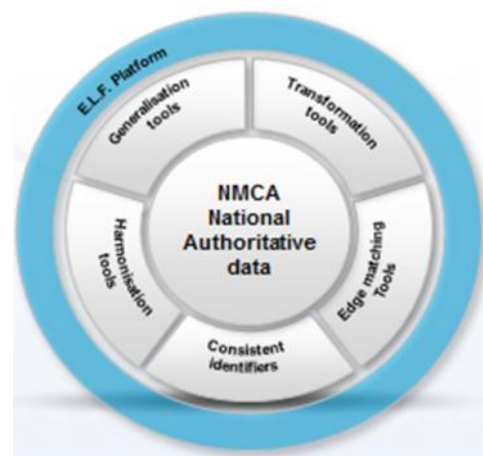 E.L.F. Platform
Generalisation
tools
Transformation
tools
NMCA
National
Authoritative
data
Harmonisation
tools
Edge matching
Tools
Consistent
identifiers